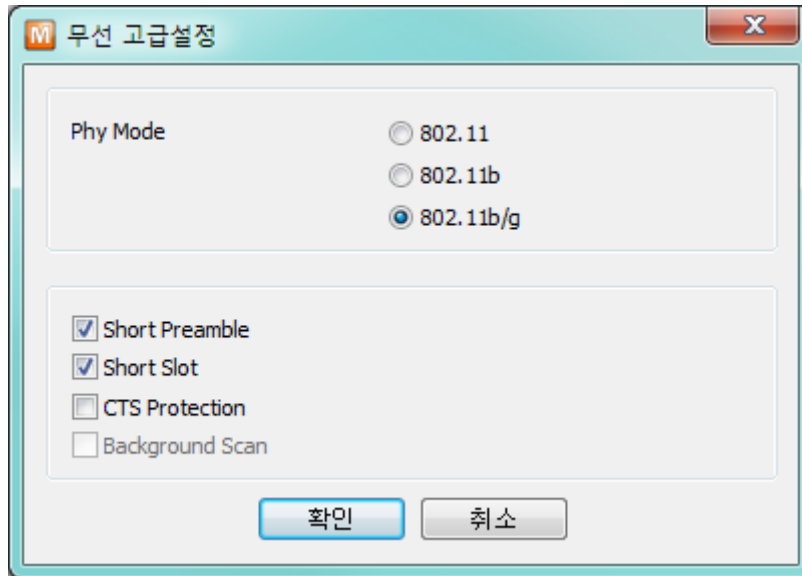 M 무선 고급설정
Phy Mode
802.11
802.11b
802.11b/g
Short Preamble
Short Slot
CTS Protection
Background Scan
확인
취소